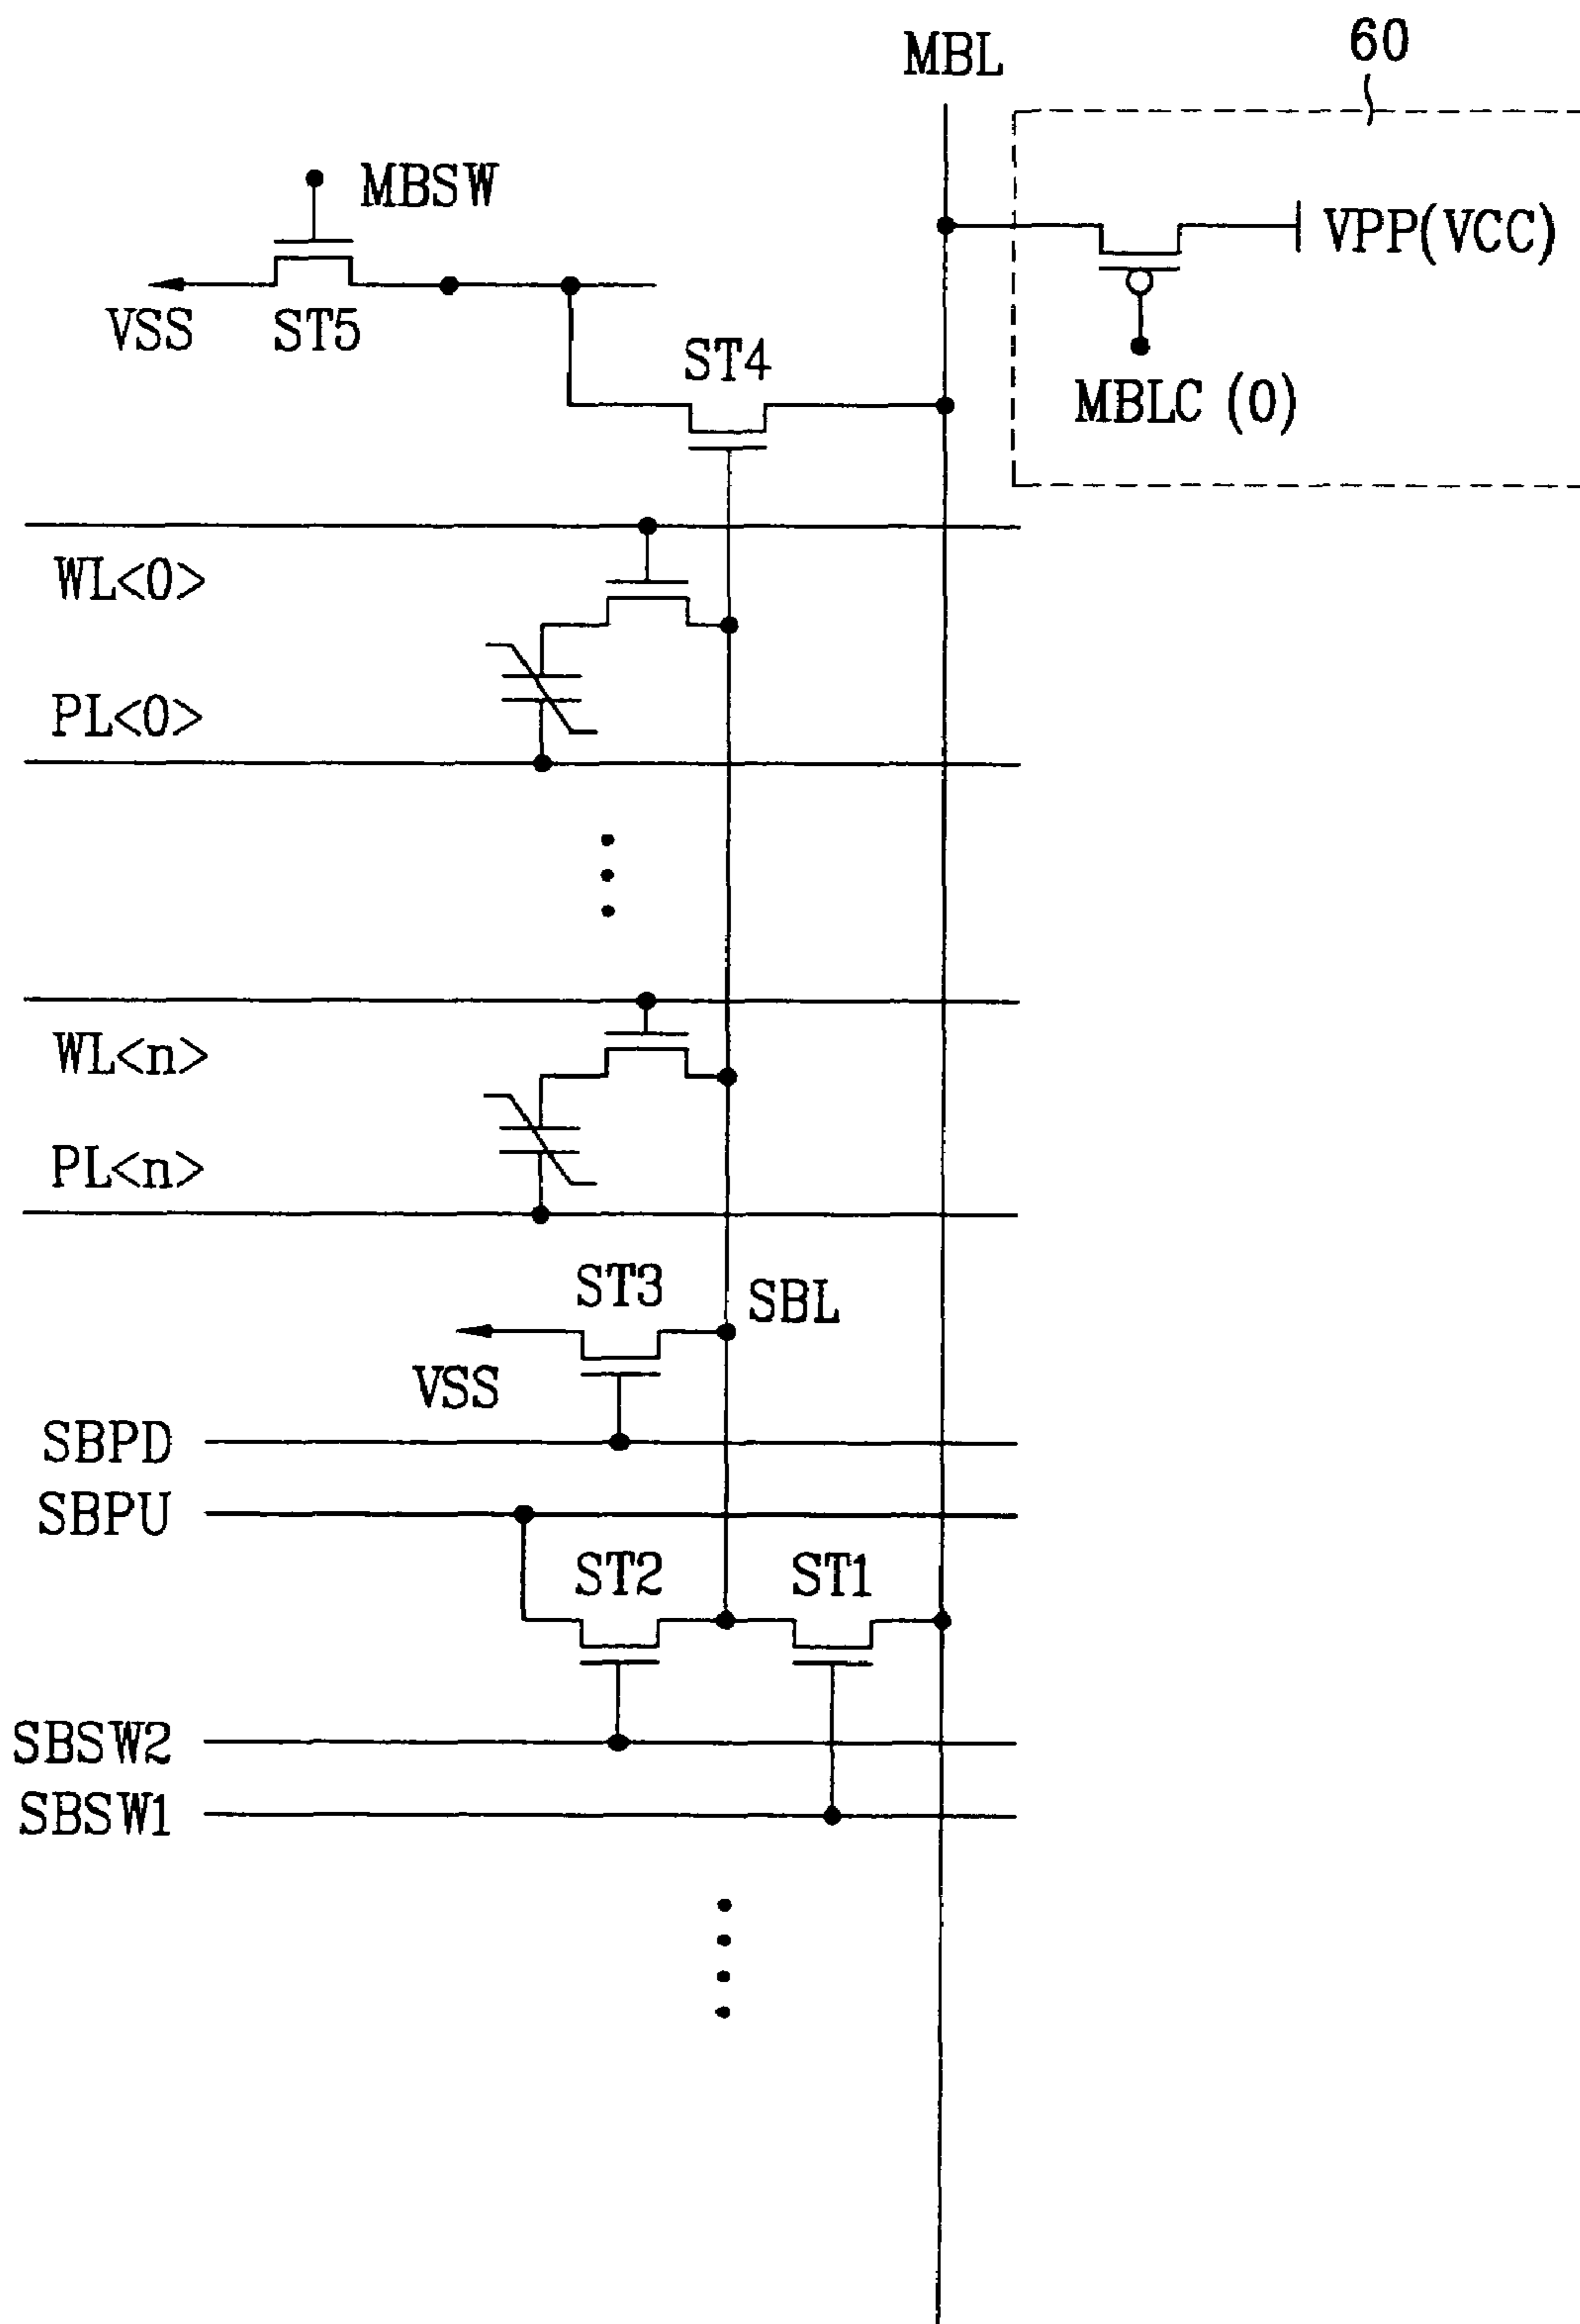 60
MBL
MBSW
VPP(VCC)
VSS
ST5
ST4
MBLC (0)
WL<0>
PL<0>
WL<n>
PL<n>
ST3
SBL
VSS
SBPD
SBPU
ST2
ST1
SBSW2
SBSW1